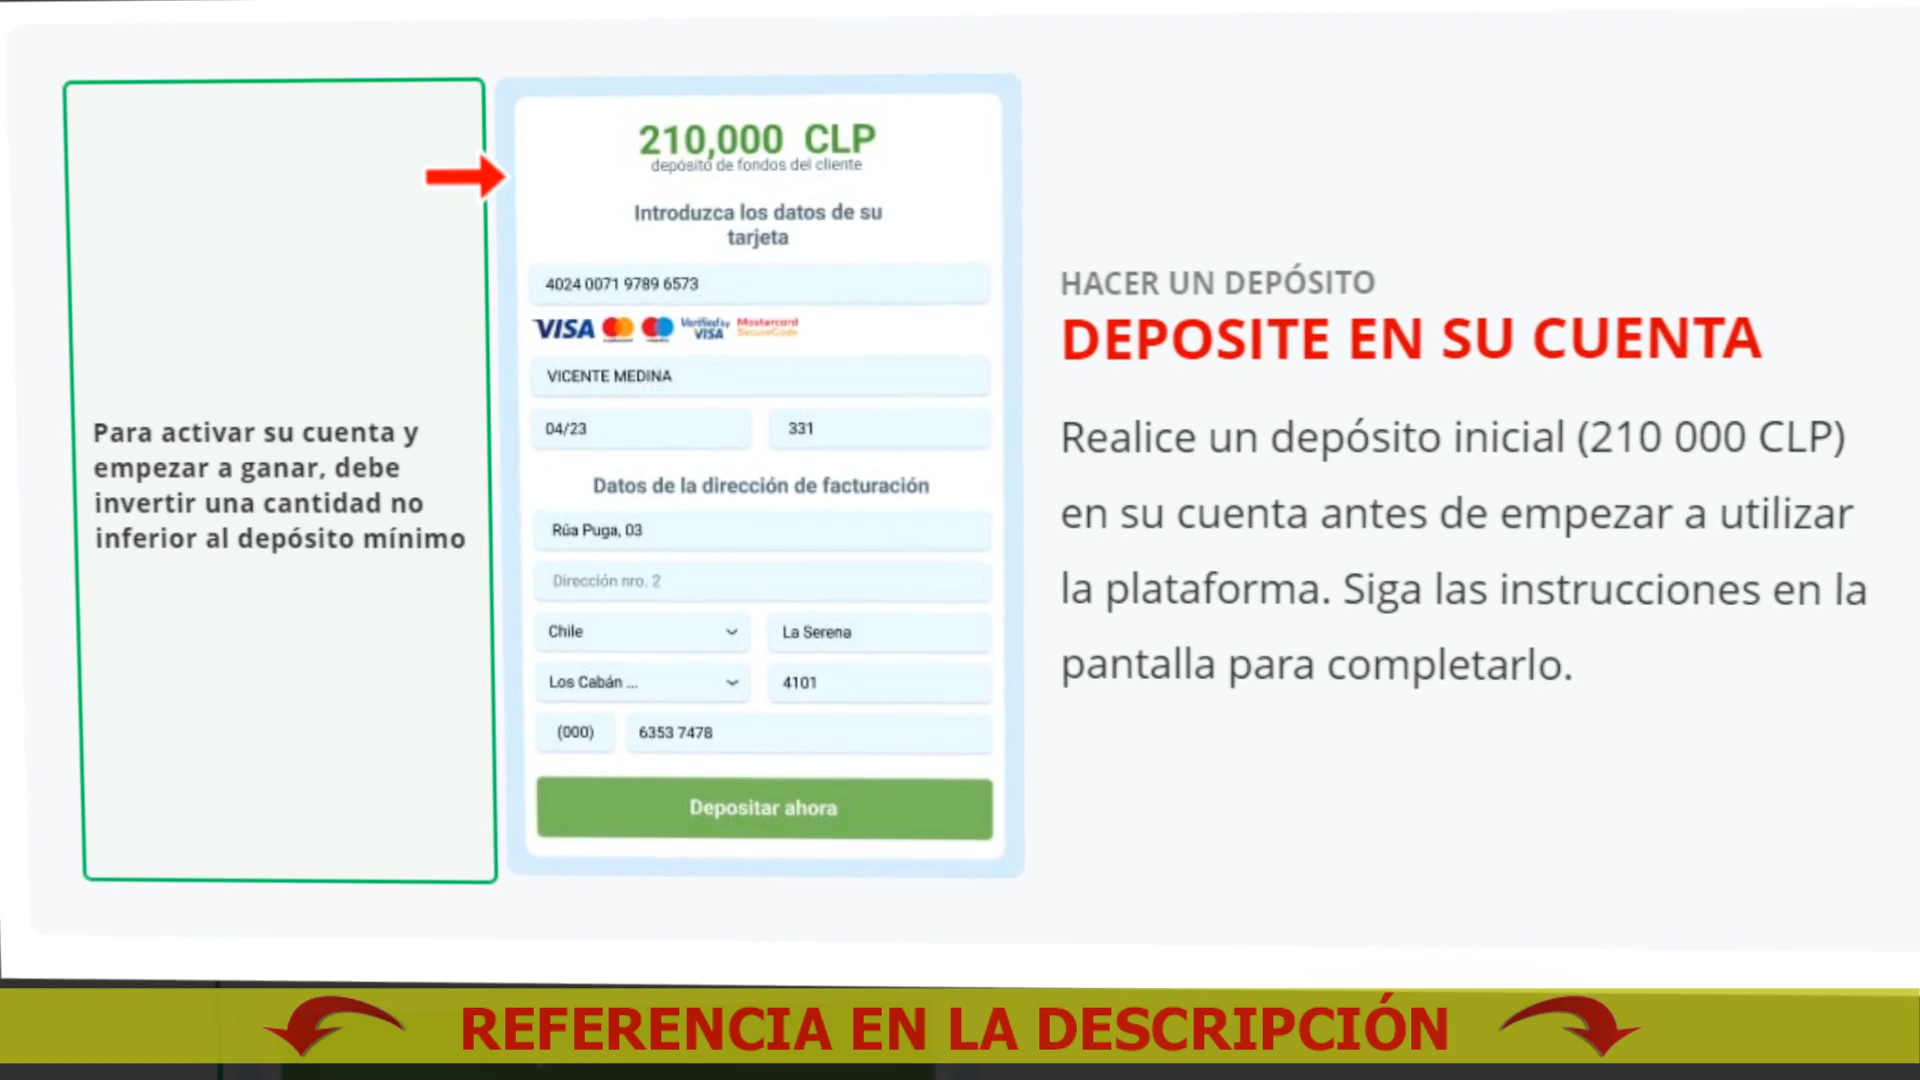 Para activar su cuenta y
empezar a ganar, debe
invertir una cantidad no
inferior al depósito mínimo
210,000 CLP
depósito de fondos del cliente
Introduzca los datos de su
tarjeta
4024 0071 9789 6573
VISA Verified by VISA Mastercard SecureCode
VICENTE MEDINA
04/23 331
Datos de la dirección de facturación
Rúa Puga, 03
Dirección nro. 2
Chile La Serena
Los Cabán ... 4101
(000) 6353 7478
Depositar ahora
HACER UN DEPÓSITO
DEPOSITE EN SU CUENTA
Realice un depósito inicial (210 000 CLP)
en su cuenta antes de empezar a utilizar
la plataforma. Siga las instrucciones en la
pantalla para completarlo.
REFERENCIA EN LA DESCRIPCIÓN